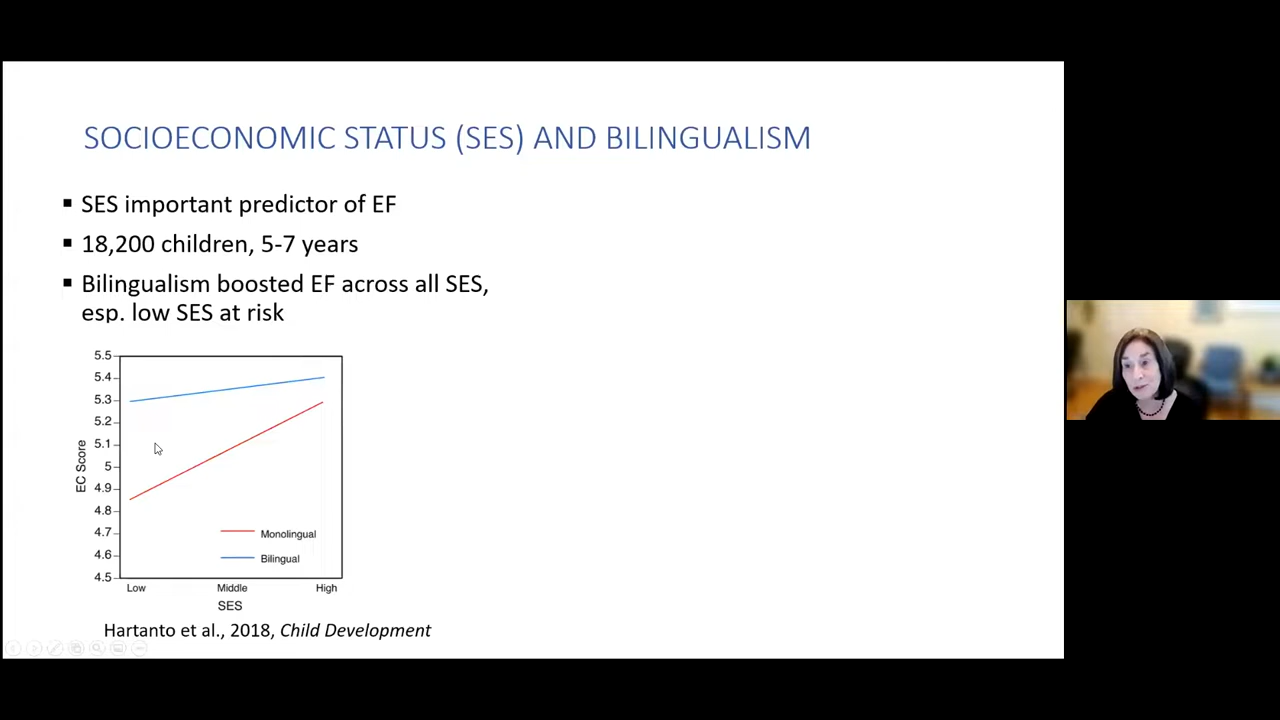 SOCIOECONOMIC STATUS (SES) AND BILINGUALISM
▪ SES important predictor of EF
▪ 18,200 children, 5-7 years
▪ Bilingualism boosted EF across all SES,
esp. low SES at risk
5.5
5.4
5.3
5.2
5.1
5
4.9
4.8
4.7
4.6
4.5
EC Score
Monolingual
Bilingual
Low Middle High
SES
Hartanto et al., 2018, Child Development